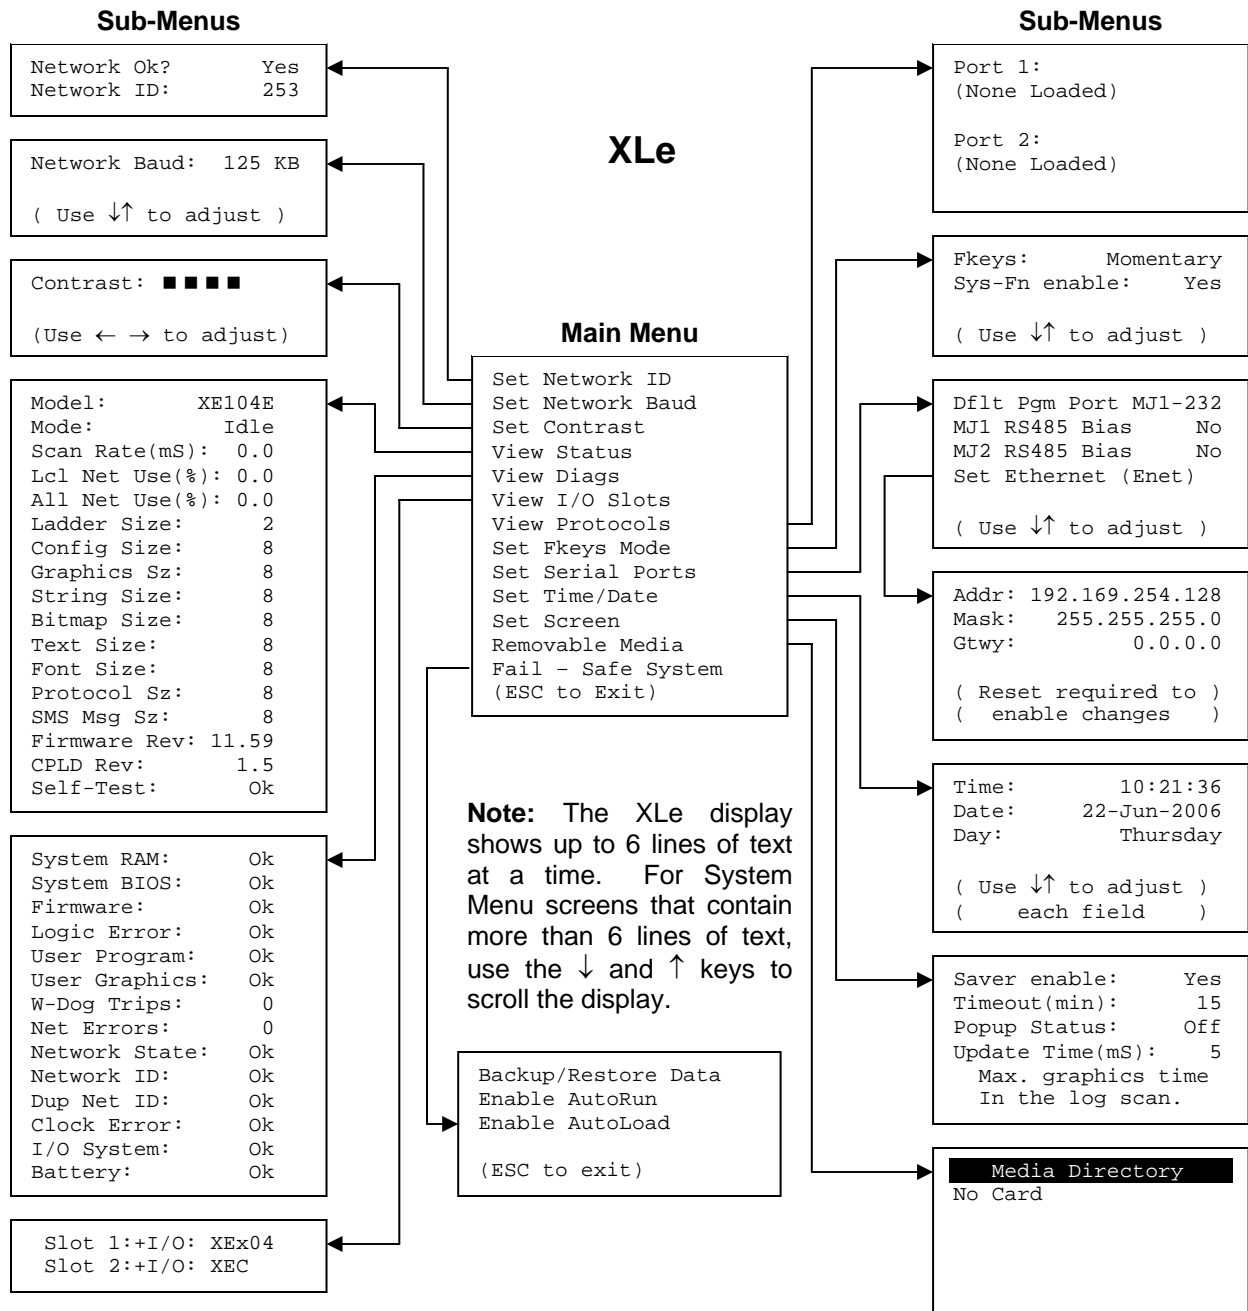 Sub-Menus
Network Ok? Yes
Network ID: 253
Network Baud: 125 KB
( Use ↓↑ to adjust )
Contrast: ■ ■ ■ ■
(Use ← → to adjust)
Model: XE104E
Mode: Idle
Scan Rate(mS): 0.0
Lcl Net Use(%): 0.0
All Net Use(%): 0.0
Ladder Size: 2
Config Size: 8
Graphics Sz: 8
String Size: 8
Bitmap Size: 8
Text Size: 8
Font Size: 8
Protocol Sz: 8
SMS Msg Sz: 8
Firmware Rev: 11.59
CPLD Rev: 1.5
Self-Test: Ok
System RAM: Ok
System BIOS: Ok
Firmware: Ok
Logic Error: Ok
User Program: Ok
User Graphics: Ok
W-Dog Trips: 0
Net Errors: 0
Network State: Ok
Network ID: Ok
Dup Net ID: Ok
Clock Error: Ok
I/O System: Ok
Battery: Ok
Slot 1:+I/O: XEx04
Slot 2:+I/O: XEC
XLe
Main Menu
Set Network ID
Set Network Baud
Set Contrast
View Status
View Diags
View I/O Slots
View Protocols
Set Fkeys Mode
Set Serial Ports
Set Time/Date
Set Screen
Removable Media
Fail – Safe System
(ESC to Exit)
Note: The XLe display
shows up to 6 lines of text
at a time. For System
Menu screens that contain
more than 6 lines of text,
use the ↓ and ↑ keys to
scroll the display.
Backup/Restore Data
Enable AutoRun
Enable AutoLoad
(ESC to exit)
Sub-Menus
Port 1:
(None Loaded)
Port 2:
(None Loaded)
Fkeys: Momentary
Sys-Fn enable: Yes
( Use ↓↑ to adjust )
Dflt Pgm Port MJ1-232
MJ1 RS485 Bias No
MJ2 RS485 Bias No
Set Ethernet (Enet)
( Use ↓↑ to adjust )
Addr: 192.169.254.128
Mask: 255.255.255.0
Gtwy: 0.0.0.0
( Reset required to )
( enable changes )
Time: 10:21:36
Date: 22-Jun-2006
Day: Thursday
( Use ↓↑ to adjust )
( each field )
Saver enable: Yes
Timeout(min): 15
Popup Status: Off
Update Time(mS): 5
Max. graphics time
In the log scan.
Media Directory
No Card